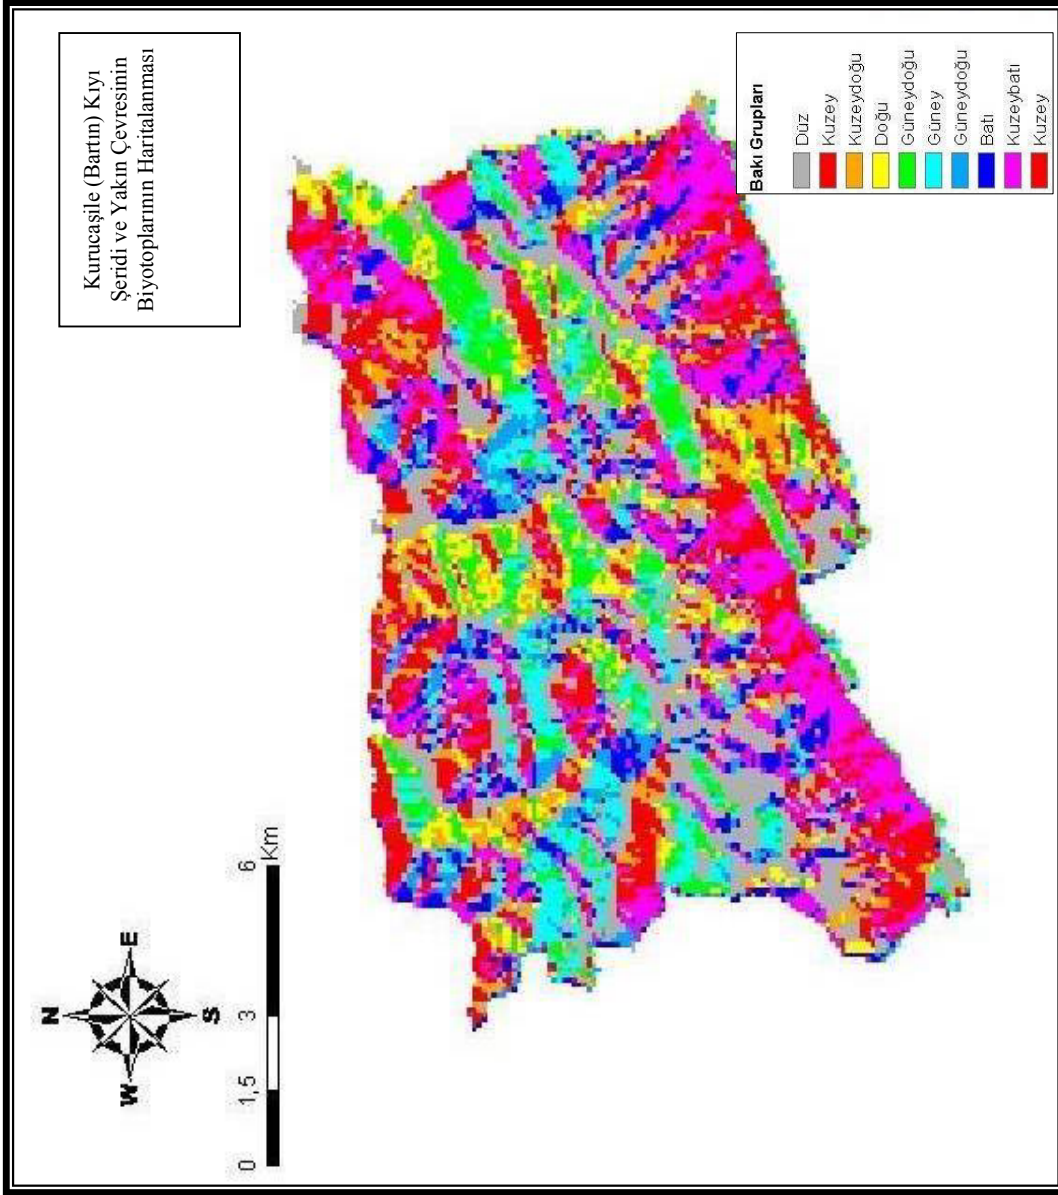 Kurucaşile (Bartın) Kıyı
Şeridi ve Yakın Çevresinin
Biyotoplarının Haritalanması
N
W
E
S
0 1,5 3 6
Km
Bakı Grupları
Düz
Kuzey
Kuzeydoğu
Doğu
Güneydoğu
Güney
Güneydoğu
Batı
Kuzeybatı
Kuzey